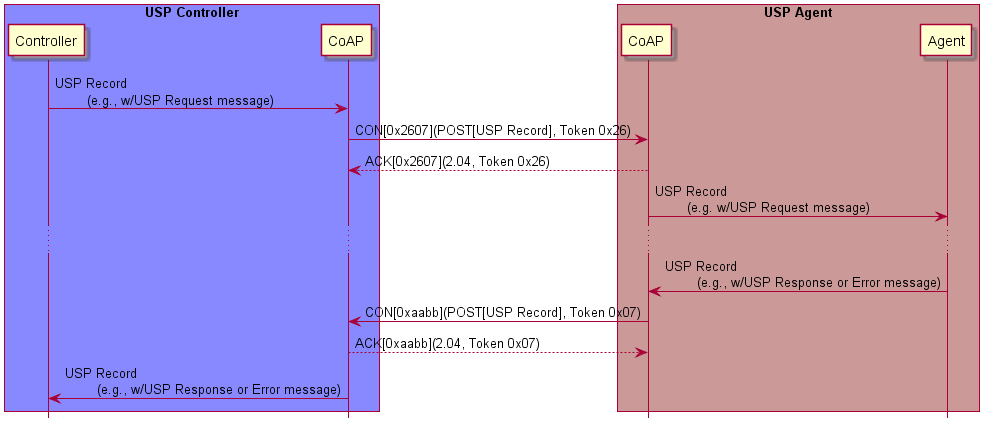 USP Controller
USP Agent
Controller
CoAP
CoAP
Agent
USP Record
(e.g., w/USP Request message)
CON[0x2607](POST[USP Record], Token 0x26)
ACK[0x2607](2.04, Token 0x26)
USP Record
(e.g. w/USP Request message)
USP Record
(e.g., w/USP Response or Error message)
CON[0xaabb](POST[USP Record], Token 0x07)
ACK[0xaabb](2.04, Token 0x07)
USP Record
(e.g., w/USP Response or Error message)